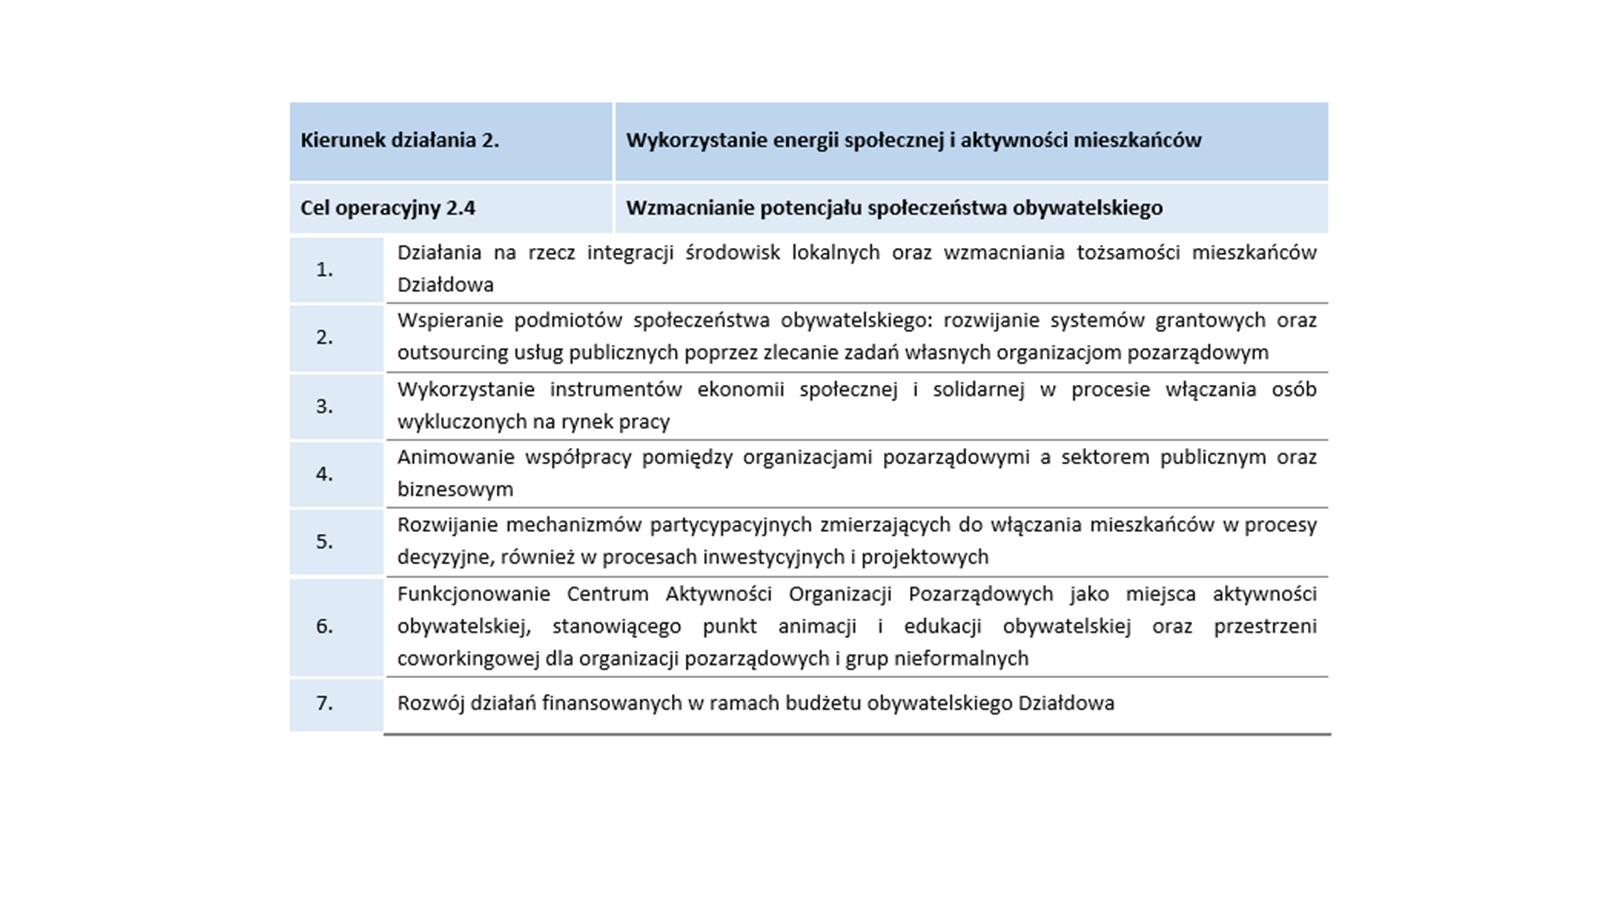 Kierunek działania 2.
Wykorzystanie energii społecznej i aktywności mieszkańców
Cel operacyjny 2.4
Wzmacnianie potencjału społeczeństwa obywatelskiego
1.
Działania na rzecz integracji środowisk lokalnych oraz wzmacniania tożsamości mieszkańców
Działdowa
2.
Wspieranie podmiotów społeczeństwa obywatelskiego: rozwijanie systemów grantowych oraz
outsourcing usług publicznych poprzez zlecanie zadań własnych organizacjom pozarządowym
3.
Wykorzystanie instrumentów ekonomii społecznej i solidarnej w procesie włączania osób
wykluczonych na rynek pracy
4.
Animowanie współpracy pomiędzy organizacjami pozarządowymi a sektorem publicznym oraz
biznesowym
5.
Rozwijanie mechanizmów partycypacyjnych zmierzających do włączania mieszkańców w procesy
decyzyjne, również w procesach inwestycyjnych i projektowych
6.
Funkcjonowanie Centrum Aktywności Organizacji Pozarządowych jako miejsca aktywności
obywatelskiej, stanowiącego punkt animacji i edukacji obywatelskiej oraz przestrzeni
coworkingowej dla organizacji pozarządowych i grup nieformalnych
7.
Rozwój działań finansowanych w ramach budżetu obywatelskiego Działdowa